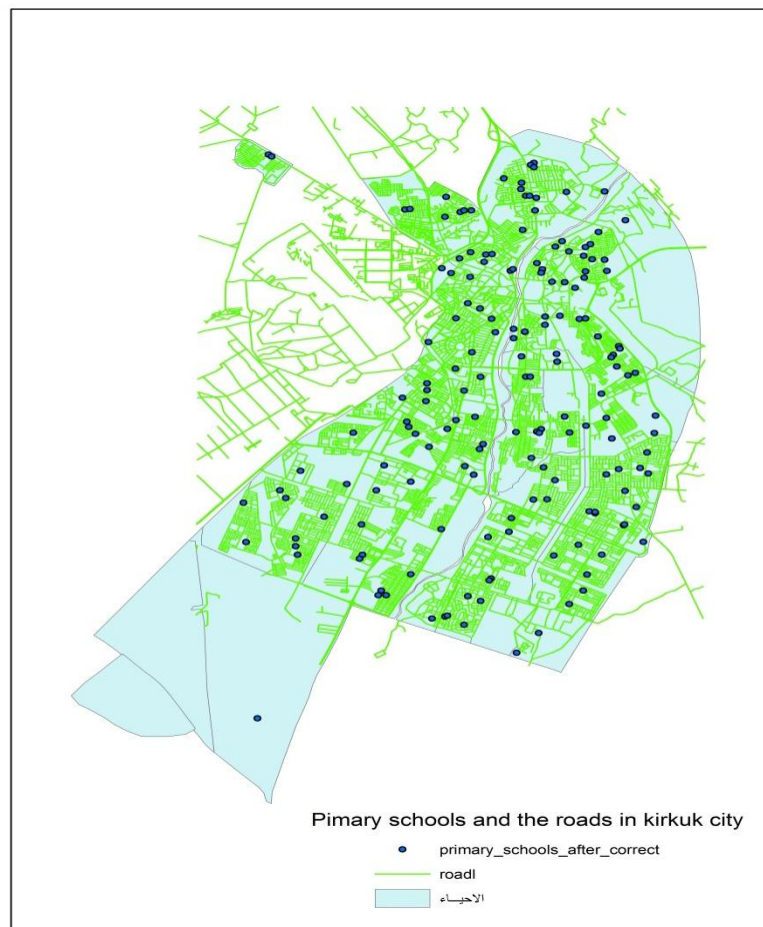 Pimary schools and the roads in kirkuk city
primary_schools_after_correct
roadl
الاحيـــاء